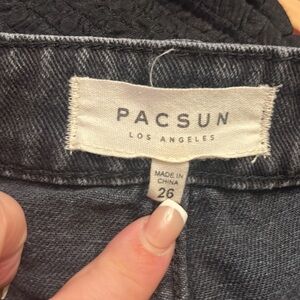 PACSUN
LOS ANGELES
MADE IN
CHINA
26